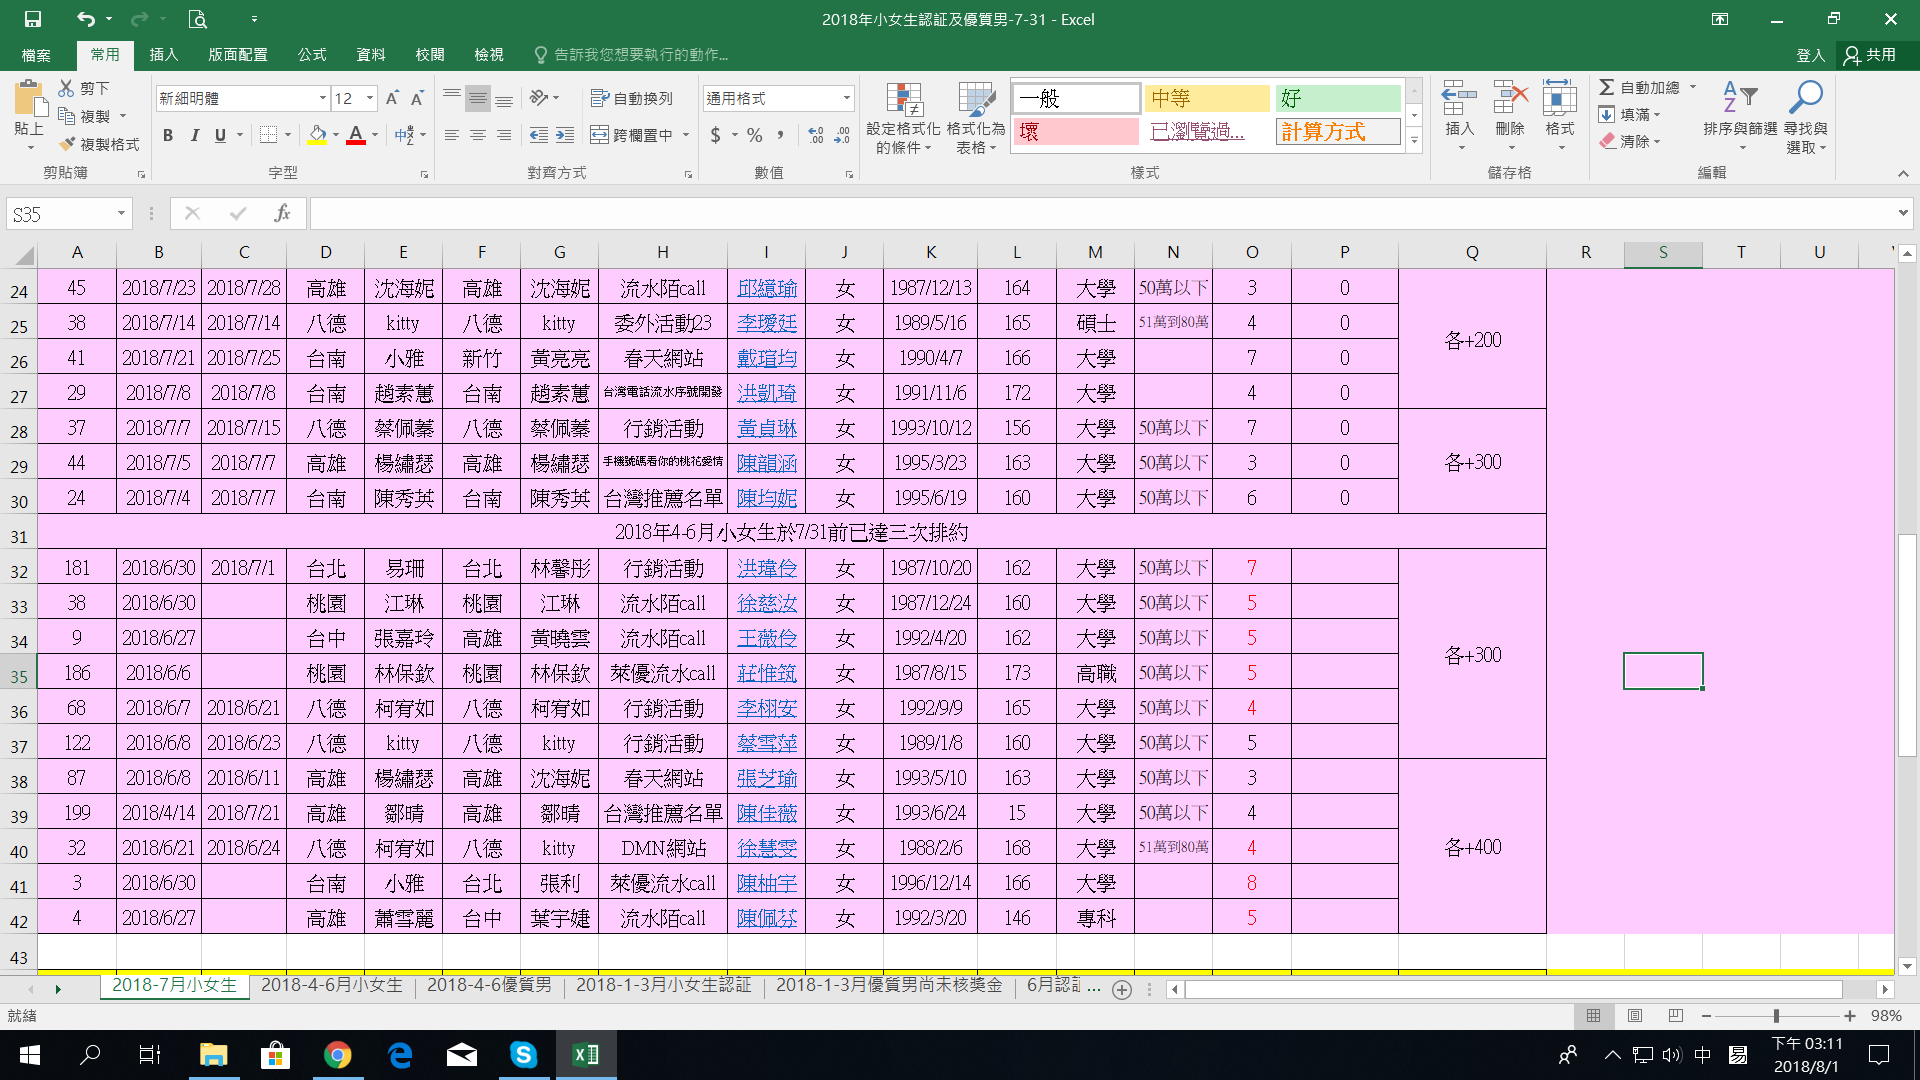 2018年小女生認証及優質男-7-31 - Excel
檔案 常用 插入 版面配置 公式 資料 校閱 檢視 告訴我您想要執行的動作... 登入 共用
貼上 剪下 複製 複製格式 剪貼簿
新細明體 12 B I U A 字型
自動換列 跨欄置中 對齊方式
通用格式 $ % , 數值
設定格式化的條件 格式化為表格 一般 中等 好 壞 已瀏覽過... 計算方式 樣式
插入 刪除 格式 儲存格
自動加總 填滿 清除 排序與篩選 尋找與選取 編輯
S35 fx
A B C D E F G H I J K L M N O P Q R S T U
24 45 2018/7/23 2018/7/28 高雄 沈海妮 高雄 沈海妮 流水陌call 邱繶瑜 女 1987/12/13 164 大學 50萬以下 3 0
25 38 2018/7/14 2018/7/14 八德 kitty 八德 kitty 委外活動23 李璦廷 女 1989/5/16 165 碩士 51萬到80萬 4 0
各+200
26 41 2018/7/21 2018/7/25 台南 小雅 新竹 黃亮亮 春天網站 戴瑄均 女 1990/4/7 166 大學 7 0
27 29 2018/7/8 2018/7/8 台南 趙素蕙 台南 趙素蕙 台灣電話流水序號開發 洪凱琦 女 1991/11/6 172 大學 4 0
28 37 2018/7/7 2018/7/15 八德 蔡佩蓁 八德 蔡佩蓁 行銷活動 黃貞琳 女 1993/10/12 156 大學 50萬以下 7 0
29 44 2018/7/5 2018/7/7 高雄 楊繡瑟 高雄 楊繡瑟 手機號碼看你的桃花愛情 陳韻涵 女 1995/3/23 163 大學 50萬以下 3 0 各+300
30 24 2018/7/4 2018/7/7 台南 陳秀英 台南 陳秀英 台灣推薦名單 陳均妮 女 1995/6/19 160 大學 50萬以下 6 0
31 2018年4-6月小女生於7/31前已達三次排約
32 181 2018/6/30 2018/7/1 台北 易珊 台北 林馨彤 行銷活動 洪瑋伶 女 1987/10/20 162 大學 50萬以下 7
33 38 2018/6/30 桃園 江琳 桃園 江琳 流水陌call 徐慈汝 女 1987/12/24 160 大學 50萬以下 5
34 9 2018/6/27 台中 張嘉玲 高雄 黃曉雲 流水陌call 王薇伶 女 1992/4/20 162 大學 50萬以下 5
各+300
35 186 2018/6/6 桃園 林保欽 桃園 林保欽 萊優流水call 莊惟筑 女 1987/8/15 173 高職 50萬以下 5
36 68 2018/6/7 2018/6/21 八德 柯宥如 八德 柯宥如 行銷活動 李栩安 女 1992/9/9 165 大學 50萬以下 4
37 122 2018/6/8 2018/6/23 八德 kitty 八德 kitty 行銷活動 蔡雪萍 女 1989/1/8 160 大學 50萬以下 5
38 87 2018/6/8 2018/6/11 高雄 楊繡瑟 高雄 沈海妮 春天網站 張芝瑜 女 1993/5/10 163 大學 50萬以下 3
39 199 2018/4/14 2018/7/21 高雄 鄒晴 高雄 鄒晴 台灣推薦名單 陳佳薇 女 1993/6/24 15 大學 50萬以下 4
40 32 2018/6/21 2018/6/24 八德 柯宥如 八德 kitty DMN網站 徐慧雯 女 1988/2/6 168 大學 51萬到80萬 4 各+400
41 3 2018/6/30 台南 小雅 台北 張利 萊優流水call 陳柚宇 女 1996/12/14 166 大學 8
42 4 2018/6/27 高雄 蕭雪麗 台中 葉宇婕 流水陌call 陳佩芬 女 1992/3/20 146 專科 5
43
2018-7月小女生 2018-4-6月小女生 2018-4-6優質男 2018-1-3月小女生認証 2018-1-3月優質男尚未核獎金 6月認 ...
就緒 98%
中 易 下午 03:11
2018/8/1